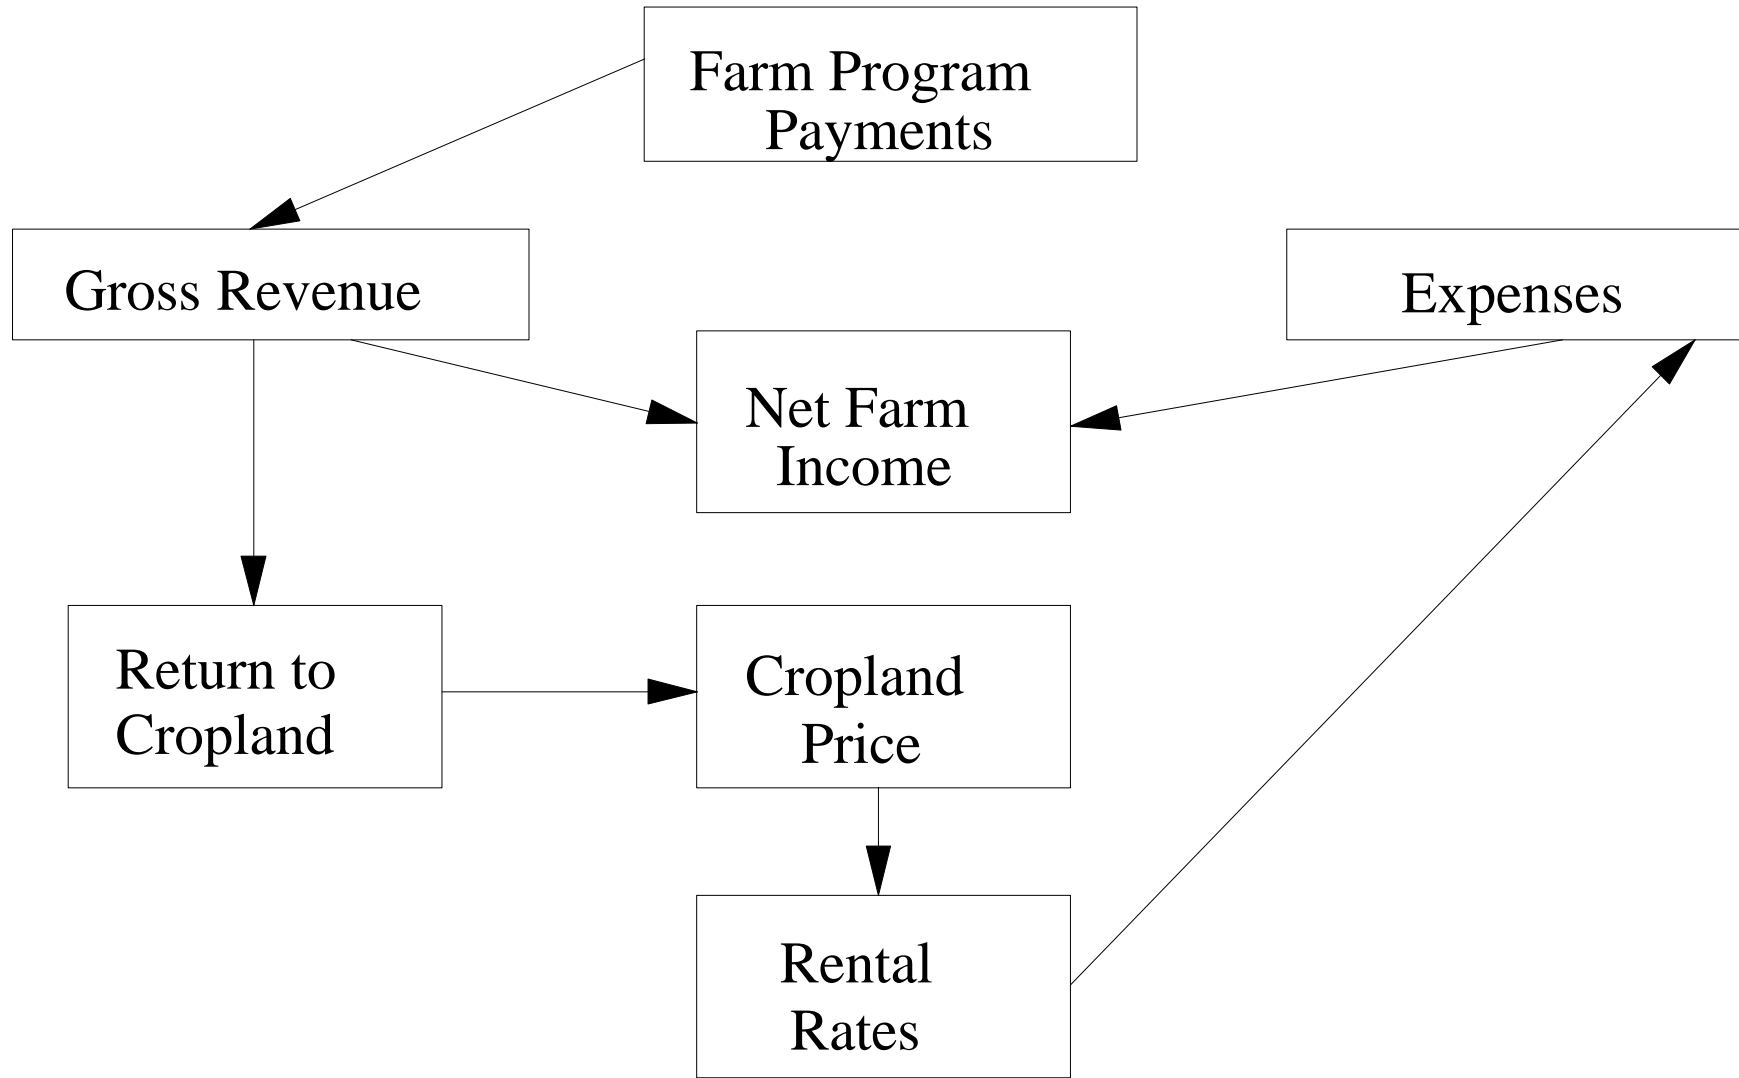 Farm Program
Payments
Gross Revenue
Expenses
Net Farm
Income
Return to
Cropland
Cropland
Price
Rental
Rates